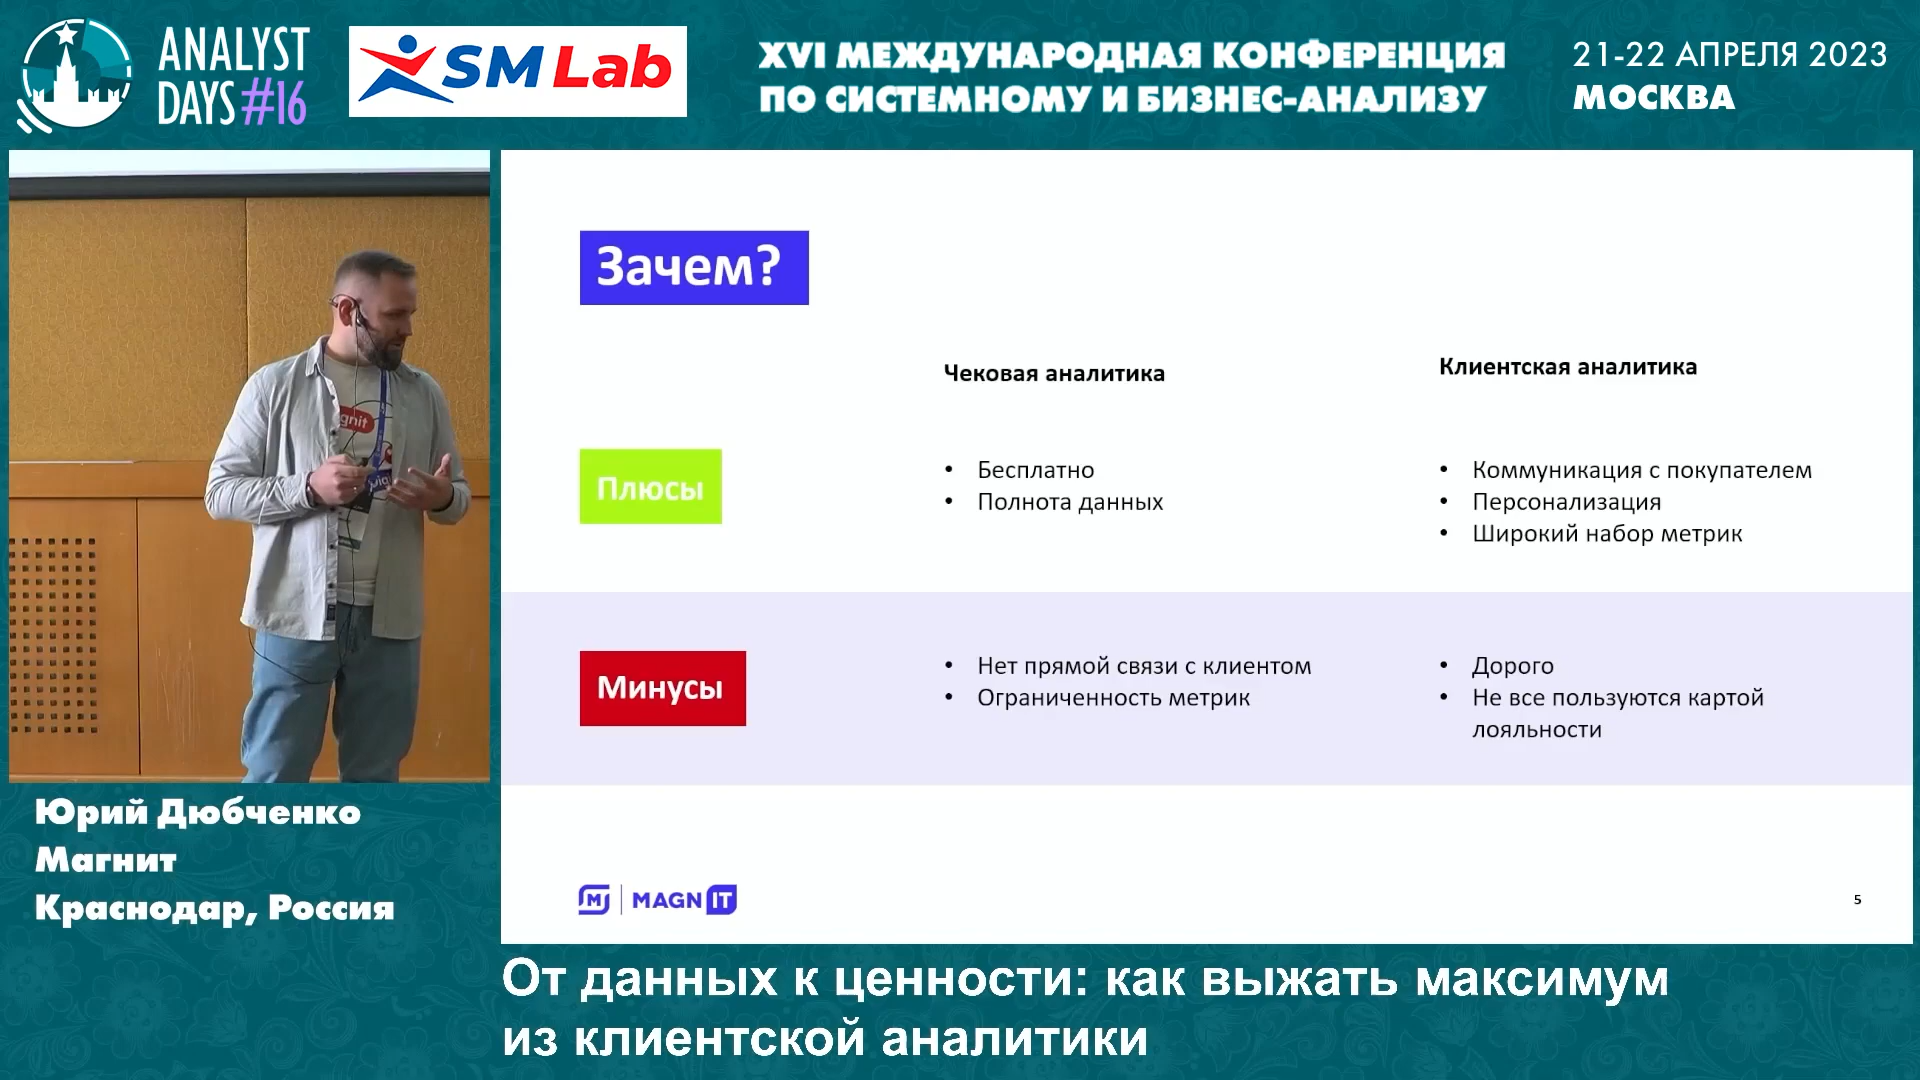 ANALYST
DAYS #16
SM Lab
XVI МЕЖДУНАРОДНАЯ КОНФЕРЕНЦИЯ
ПО СИСТЕМНОМУ И БИЗНЕС-АНАЛИЗУ
21-22 АПРЕЛЯ 2023
МОСКВА
Зачем?
Чековая аналитика
Клиентская аналитика
Плюсы
• Бесплатно
• Полнота данных
• Коммуникация с покупателем
• Персонализация
• Широкий набор метрик
Минусы
• Нет прямой связи с клиентом
• Ограниченность метрик
• Дорого
• Не все пользуются картой
лояльности
M | MAGNIT
5
gnit
Юрий Дюбченко
Магнит
Краснодар, Россия
От данных к ценности: как выжать максимум
из клиентской аналитики